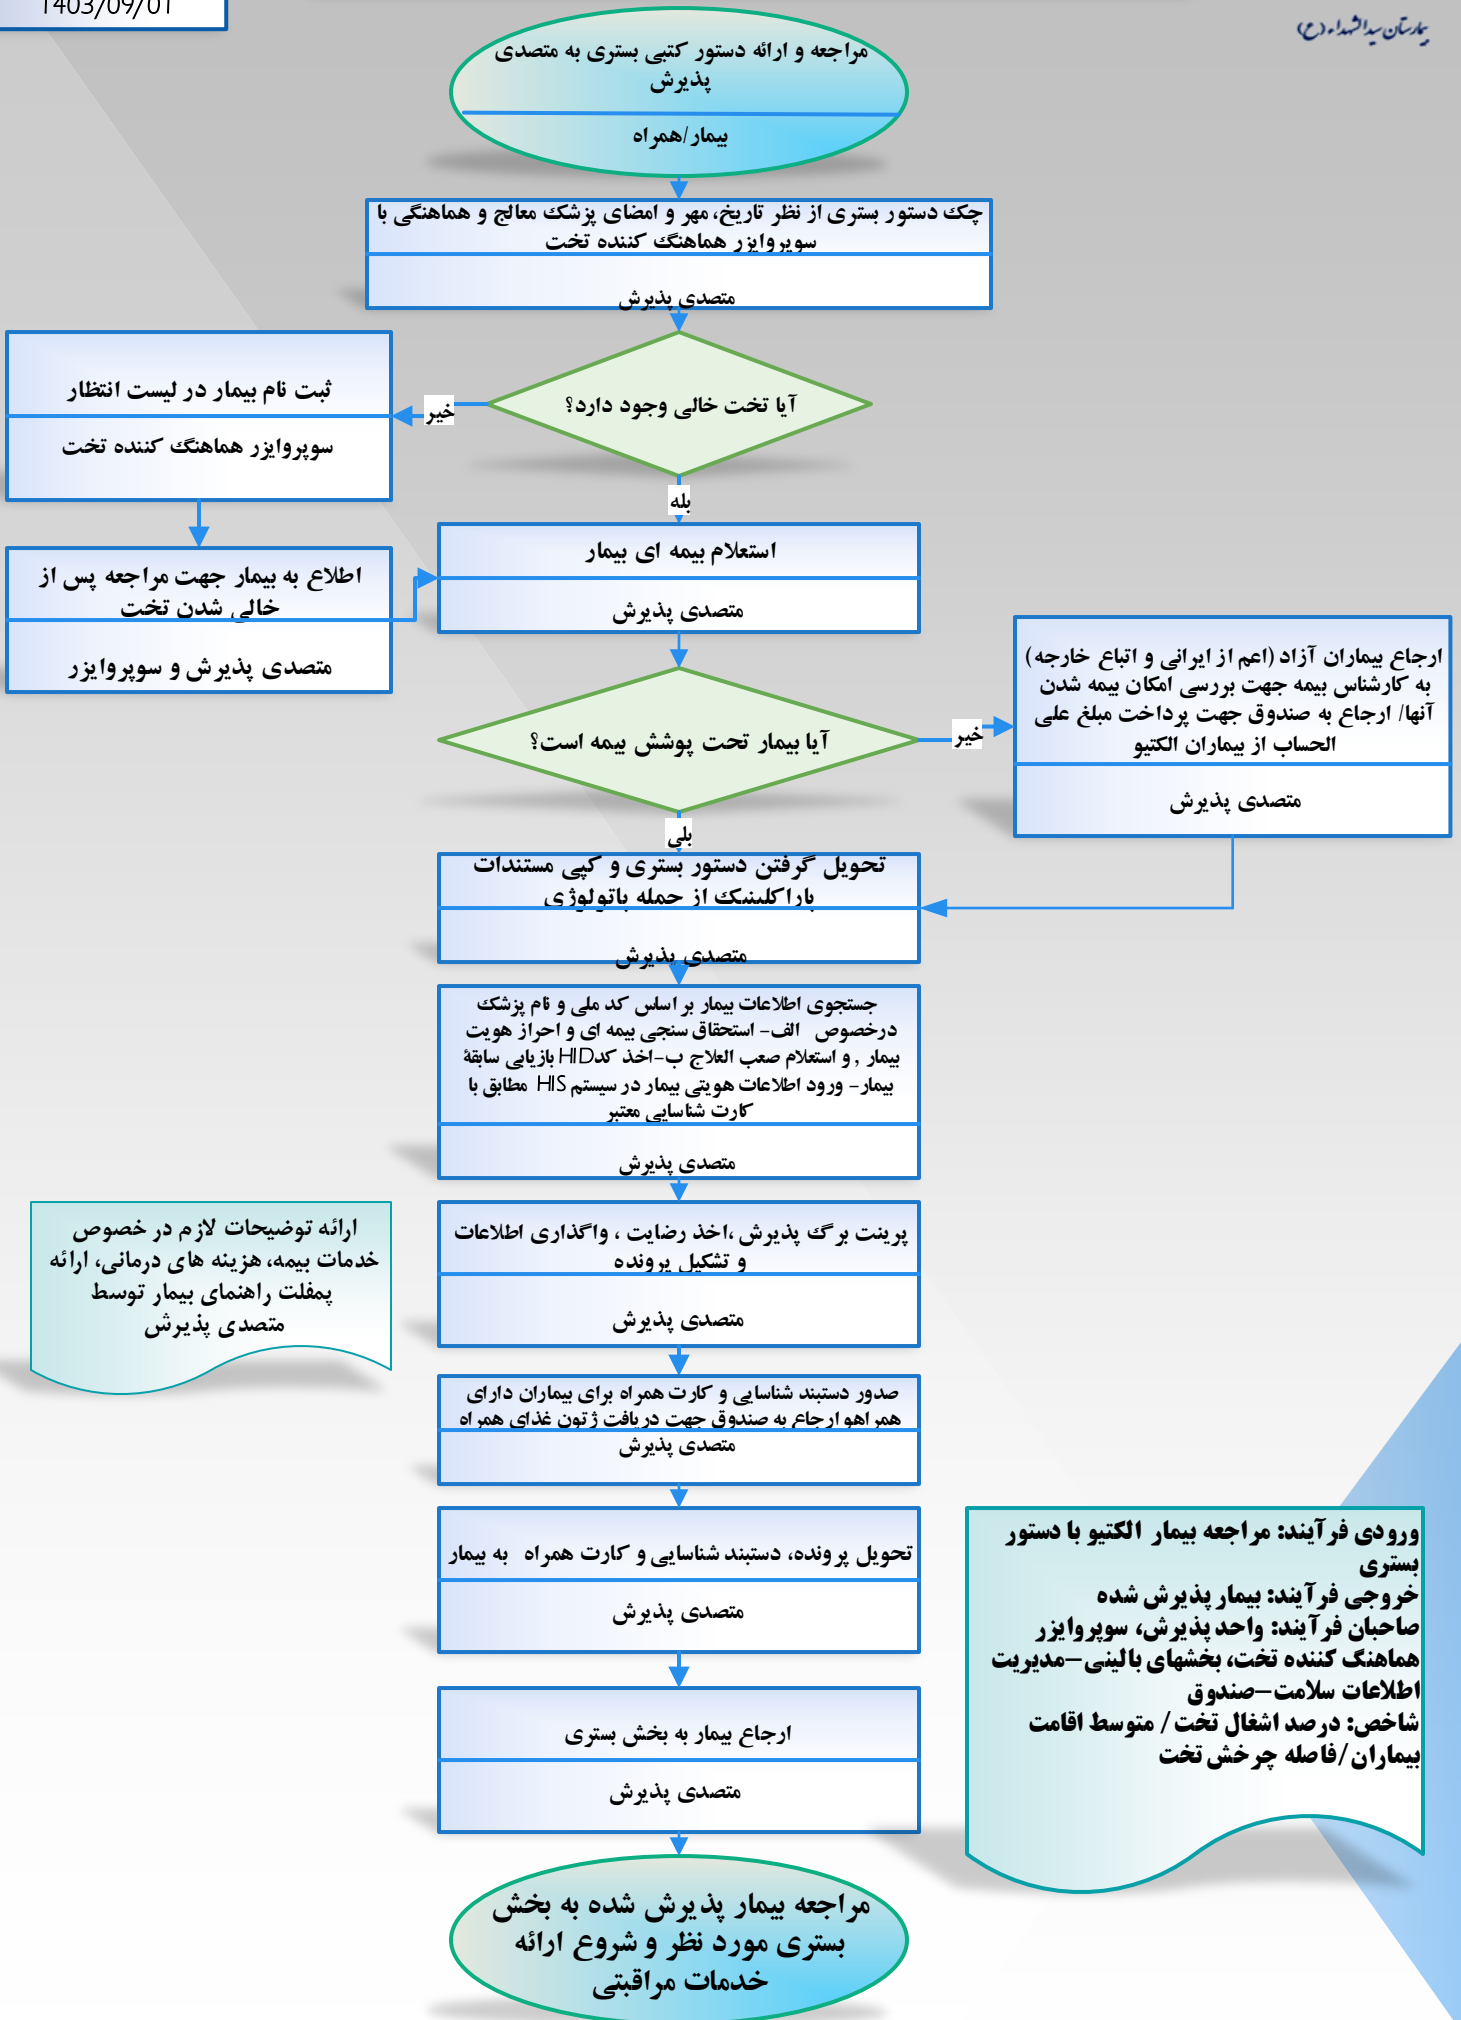 1403/09/01
بیمارستان سیدالشهداء (ع)
مراجعه و ارائه دستور کتبی بستری به متصدی
پذیرش
بیمار/همراه
چک دستور بستری از نظر تاریخ، مهر و امضای پزشک معالج و هماهنگی با
سوپروایزر هماهنگ کننده تخت
متصدی پذیرش
آیا تخت خالی وجود دارد؟
خیر
ثبت نام بیمار در لیست انتظار
سوپروایزر هماهنگ کننده تخت
بله
اطلاع به بیمار جهت مراجعه پس از
خالی شدن تخت
متصدی پذیرش و سوپروایزر
استعلام بیمه ای بیمار
متصدی پذیرش
آیا بیمار تحت پوشش بیمه است؟
خیر
ارجاع بیماران آزاد (اعم از ایرانی و اتباع خارجه)
به کارشناس بیمه جهت بررسی امکان بیمه شدن
آنها/ ارجاع به صندوق جهت پرداخت مبلغ علی
الحساب از بیماران الکتیو
متصدی پذیرش
بلی
تحویل گرفتن دستور بستری و کپی مستندات
پاراکلینیک از جمله پاتولوژی
متصدی پذیرش
جستجوی اطلاعات بیمار بر اساس کد ملی و نام پزشک
درخصوص الف- استحقاق سنجی بیمه ای و احراز هویت
بیمار , و استعلام صعب العلاج ب-اخذ کدHID بازیابی سابقۀ
بیمار- ورود اطلاعات هویتی بیمار در سیستم HIS مطابق با
کارت شناسایی معتبر
متصدی پذیرش
پرینت برگ پذیرش ،اخذ رضایت ، واگذاری اطلاعات
و تشکیل پرونده
متصدی پذیرش
ارائه توضیحات لازم در خصوص
خدمات بیمه، هزینه های درمانی، ارائه
پمفلت راهنمای بیمار توسط
متصدی پذیرش
صدور دستبند شناسایی و کارت همراه برای بیماران دارای
همراهو ارجاع به صندوق جهت دریافت ژتون غذای همراه
متصدی پذیرش
تحویل پرونده، دستبند شناسایی و کارت همراه به بیمار
متصدی پذیرش
ارجاع بیمار به بخش بستری
متصدی پذیرش
ورودی فرآیند: مراجعه بیمار الکتیو با دستور
بستری
خروجی فرآیند: بیمار پذیرش شده
صاحبان فرآیند: واحد پذیرش، سوپروایزر
هماهنگ کننده تخت، بخشهای بالینی–مدیریت
اطلاعات سلامت–صندوق
شاخص: درصد اشغال تخت / متوسط اقامت
بیماران/فاصله چرخش تخت
مراجعه بیمار پذیرش شده به بخش
بستری مورد نظر و شروع ارائه
خدمات مراقبتی